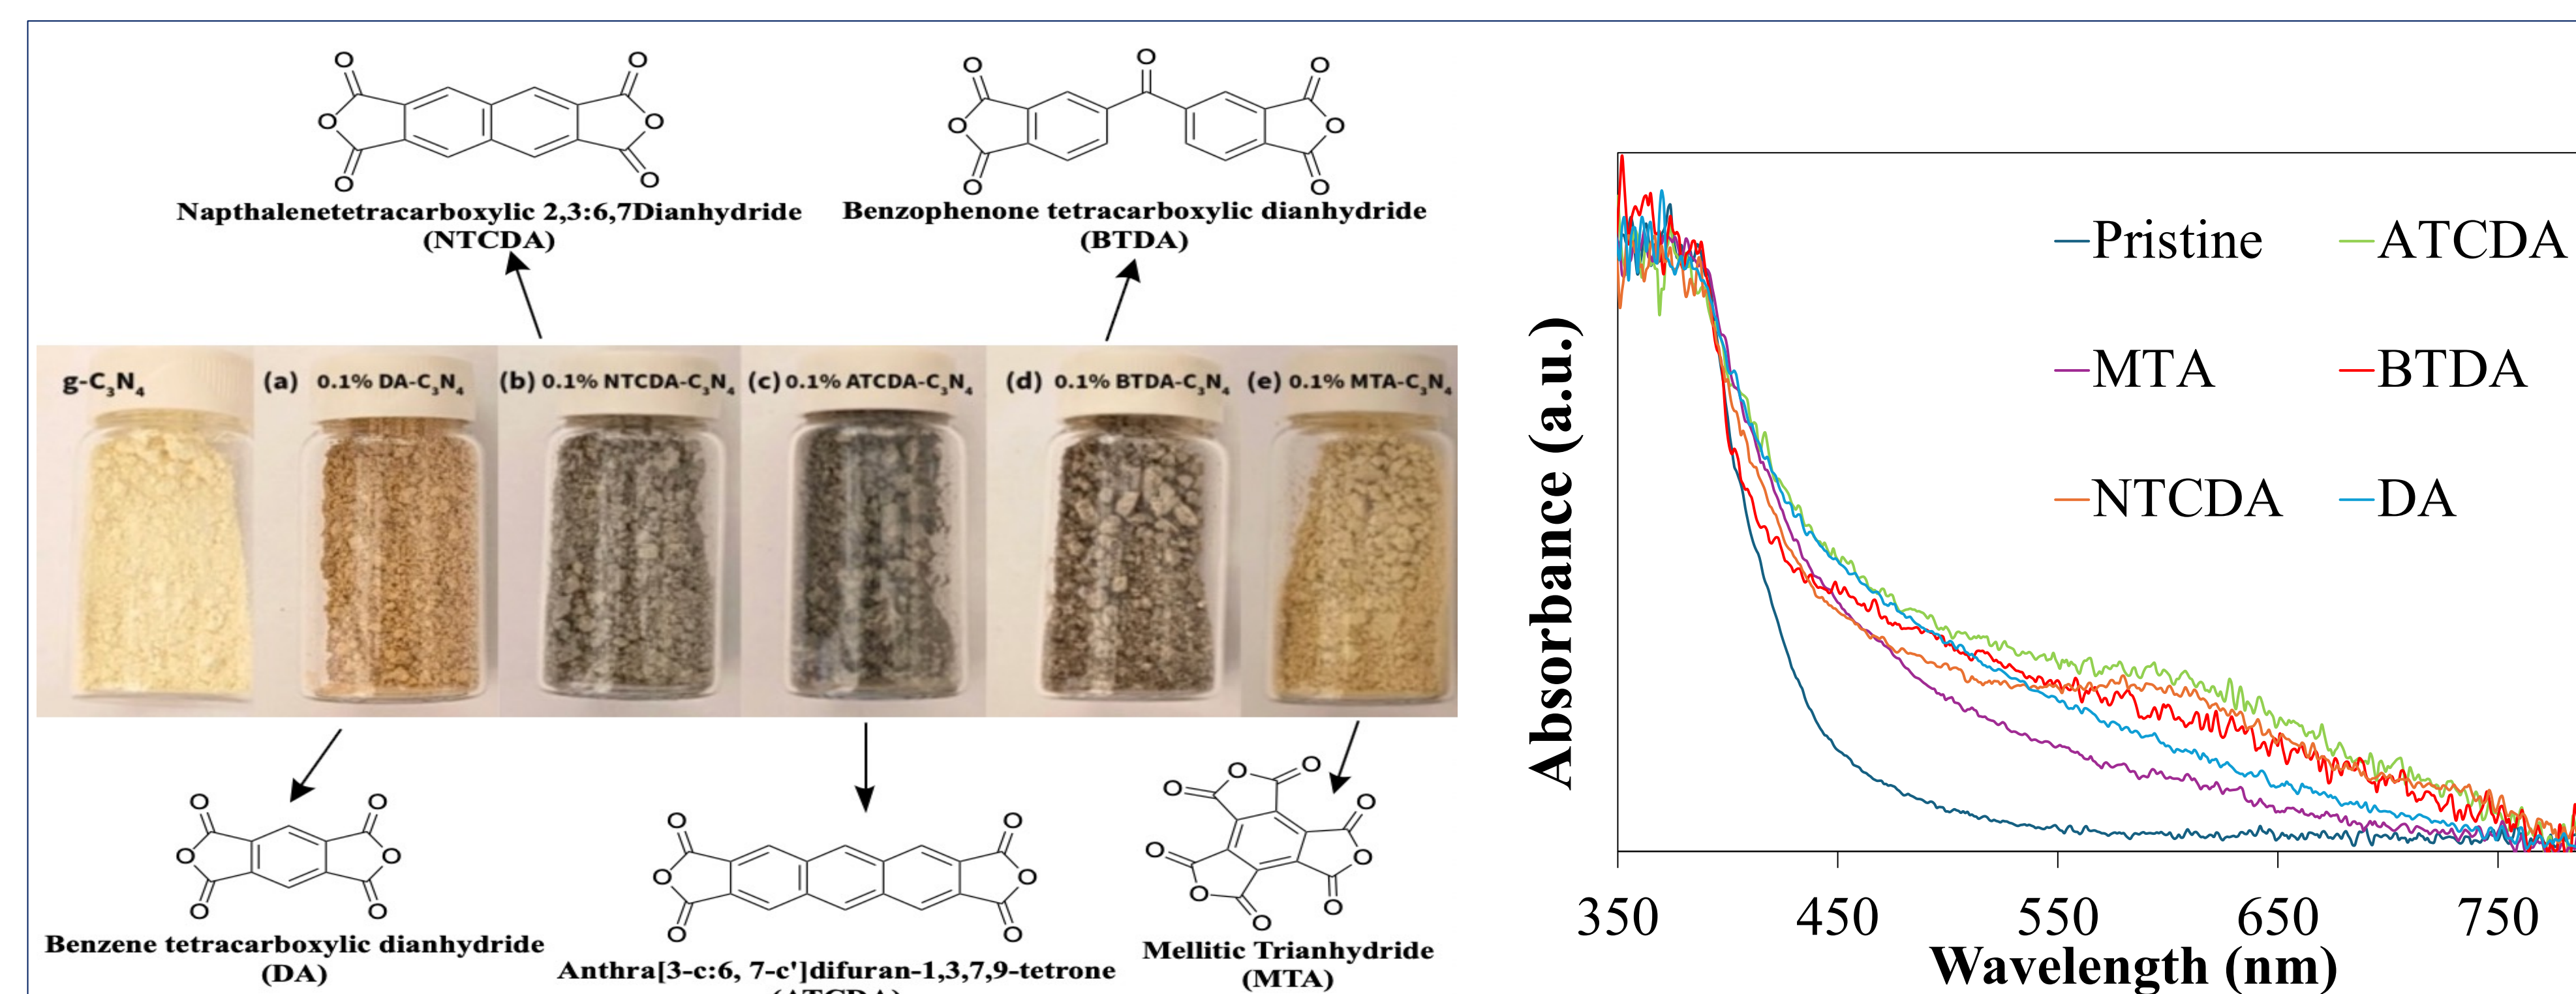 Napthalenetetracarboxylic 2,3:6,7Dianhydride
(NTCDA)
Benzophenone tetracarboxylic dianhydride
(BTDA)
g-C₃N₄
(a) 0.1% DA-C₃N₄
(b) 0.1% NTCDA-C₃N₄
(c) 0.1% ATCDA-C₃N₄
(d) 0.1% BTDA-C₃N₄
(e) 0.1% MTA-C₃N₄
Benzene tetracarboxylic dianhydride
(DA)
Anthra[3-c:6, 7-c']difuran-1,3,7,9-tetrone
(ATCDA)
Mellitic Trianhydride
(MTA)
O O O O O O
O O O O O O O
O O O O O O
O O O O O O
O O O O O O O O O
Absorbance (a.u.)
Pristine ATCDA
MTA BTDA
NTCDA DA
350 450 550 650 750
Wavelength (nm)